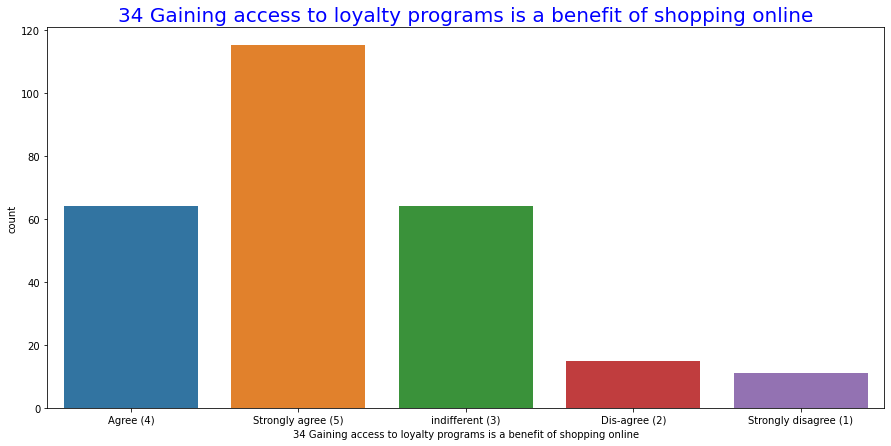 34 Gaining access to loyalty programs is a benefit of shopping online
120
100
80
60
40
20
0
count
Agree (4) Strongly agree (5) indifferent (3) Dis-agree (2) Strongly disagree (1)
34 Gaining access to loyalty programs is a benefit of shopping online